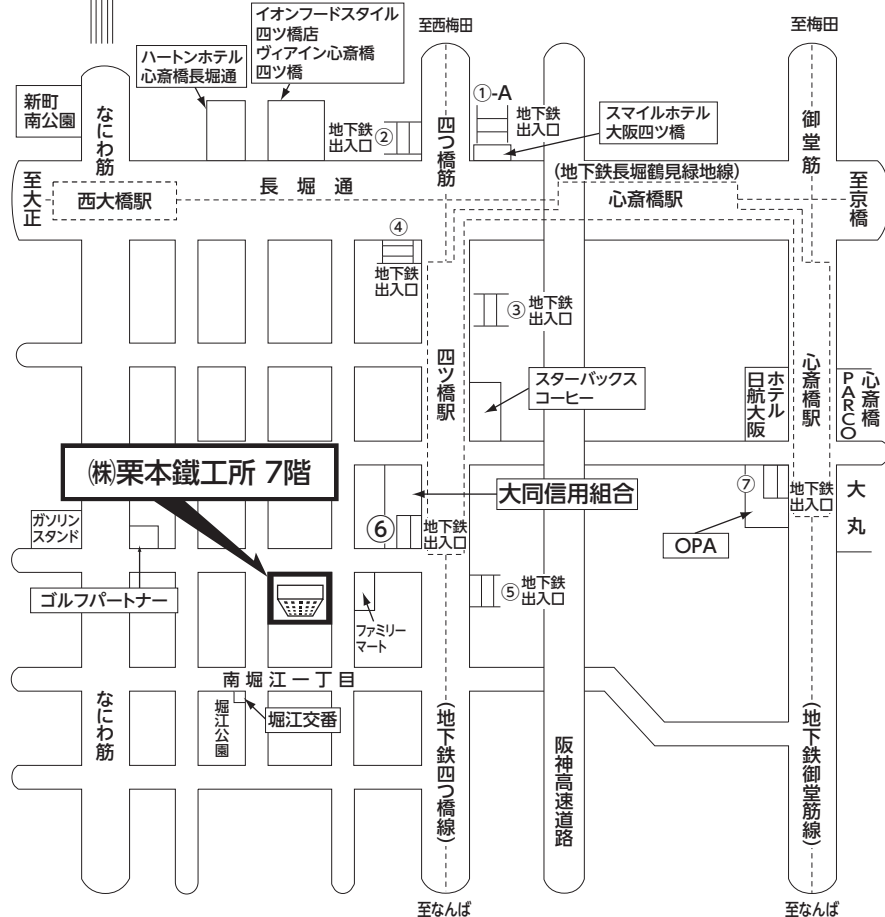 至西梅田
至梅田
イオンフードスタイル
四ツ橋店
ヴィアイン心斎橋
四ツ橋
ハートンホテル
心斎橋長堀通
新町
南公園
なにわ筋
地下鉄
出入口
②
四つ橋筋
①-A
地下鉄
出入口
スマイルホテル
大阪四ツ橋
御堂筋
至大正
西大橋駅
長堀通
(地下鉄長堀鶴見緑地線)
心斎橋駅
至京橋
④
地下鉄
出入口
③
地下鉄
出入口
四ツ橋駅
スターバックス
コーヒー
ホテル
日航大阪
心斎橋駅
心斎橋
PARCO
㈱栗本鐵工所 7階
大同信用組合
ガソリン
スタンド
⑥
地下鉄
出入口
⑦
地下鉄
出入口
大丸
OPA
ゴルフパートナー
ファミリー
マート
⑤
地下鉄
出入口
南堀江一丁目
堀江公園
堀江交番
なにわ筋
(地下鉄四つ橋線)
阪神高速道路
(地下鉄御堂筋線)
至なんば
至なんば